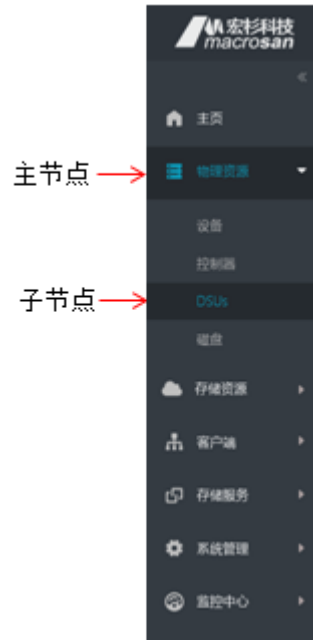 宏杉科技
macrosan
主页
主节点
物理资源
设备
控制器
子节点
DSUs
磁盘
存储资源
客户端
存储服务
系统管理
监控中心